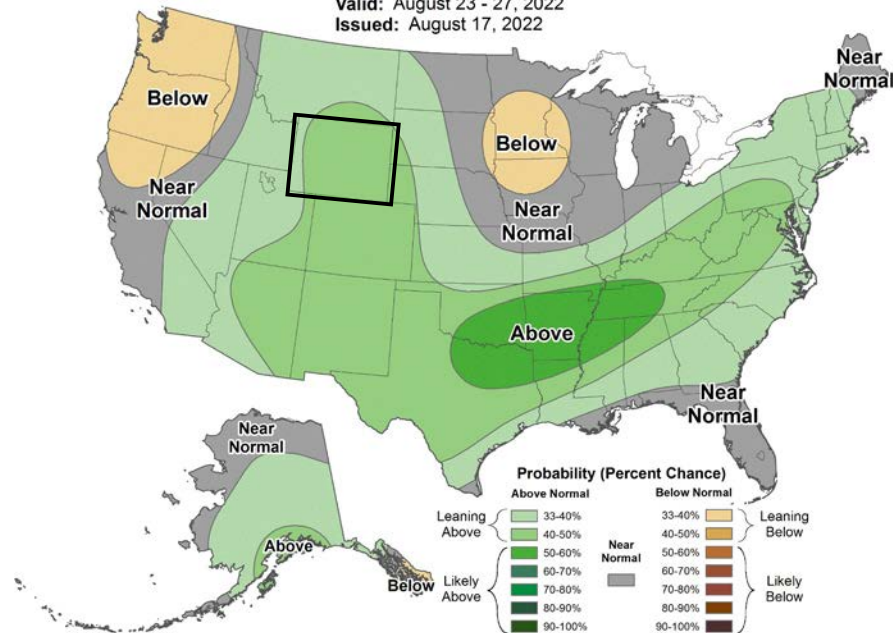 Valid: August 23 - 27, 2022
Issued: August 17, 2022
Near
Normal
Below
Below
Near
Normal
Near
Normal
Above
Near
Normal
Near
Normal
Above
Below
Probability (Percent Chance)
Above Normal
Below Normal
Leaning
Above
33-40%
40-50%
Likely
Above
50-60%
60-70%
70-80%
80-90%
90-100%
Near
Normal
33-40%
40-50%
Leaning
Below
50-60%
60-70%
70-80%
80-90%
90-100%
Likely
Below